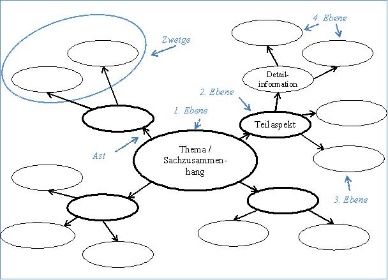 4. Ebene
Zweige
Detail-
information
2. Ebene
1. Ebene
Teilaspekt
Ast
Thema /
Sachzusammen-
hang
3. Ebene